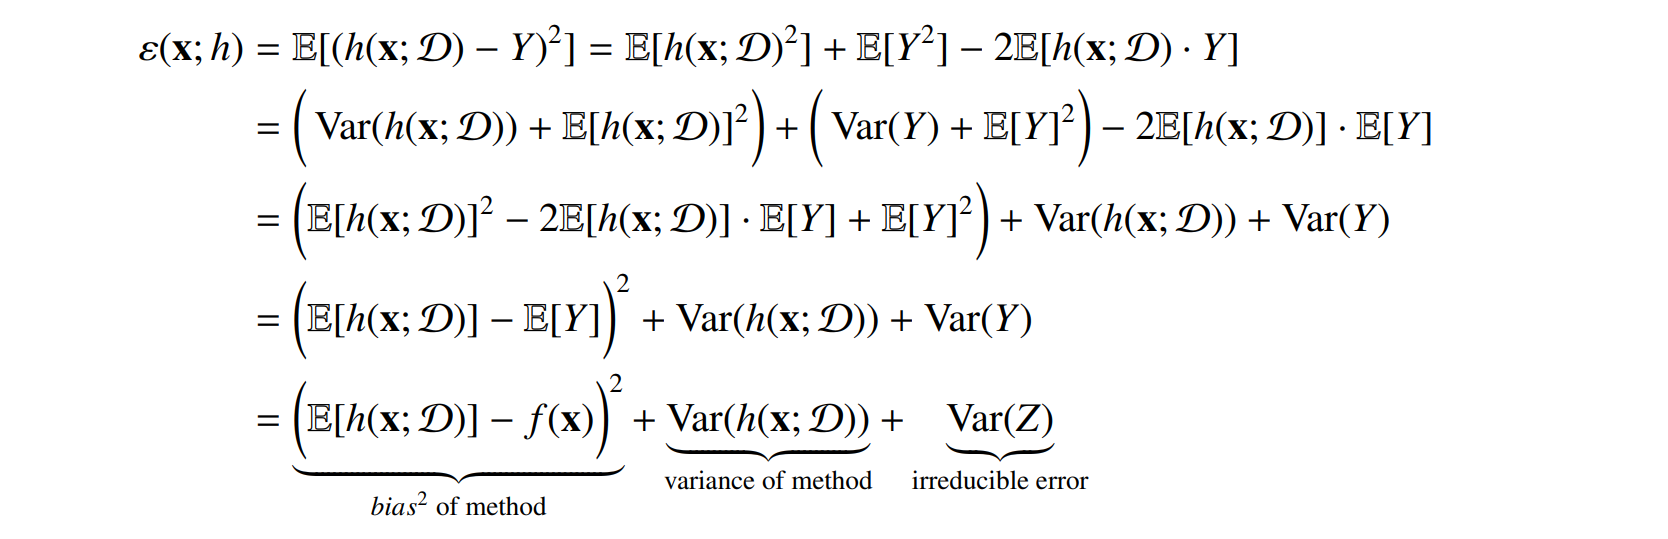 ε(x; h) = 𝔼[(h(x; 𝒟) − Y)²] = 𝔼[h(x; 𝒟)²] + 𝔼[Y²] − 2𝔼[h(x; 𝒟) · Y]
= ( Var(h(x; 𝒟)) + 𝔼[h(x; 𝒟)]² ) + ( Var(Y) + 𝔼[Y]² ) − 2𝔼[h(x; 𝒟)] · 𝔼[Y]
= ( 𝔼[h(x; 𝒟)]² − 2𝔼[h(x; 𝒟)] · 𝔼[Y] + 𝔼[Y]² ) + Var(h(x; 𝒟)) + Var(Y)
= ( 𝔼[h(x; 𝒟)] − 𝔼[Y] )² + Var(h(x; 𝒟)) + Var(Y)
= ( 𝔼[h(x; 𝒟)] − f(x) )² + Var(h(x; 𝒟)) + Var(Z)
bias² of method variance of method irreducible error